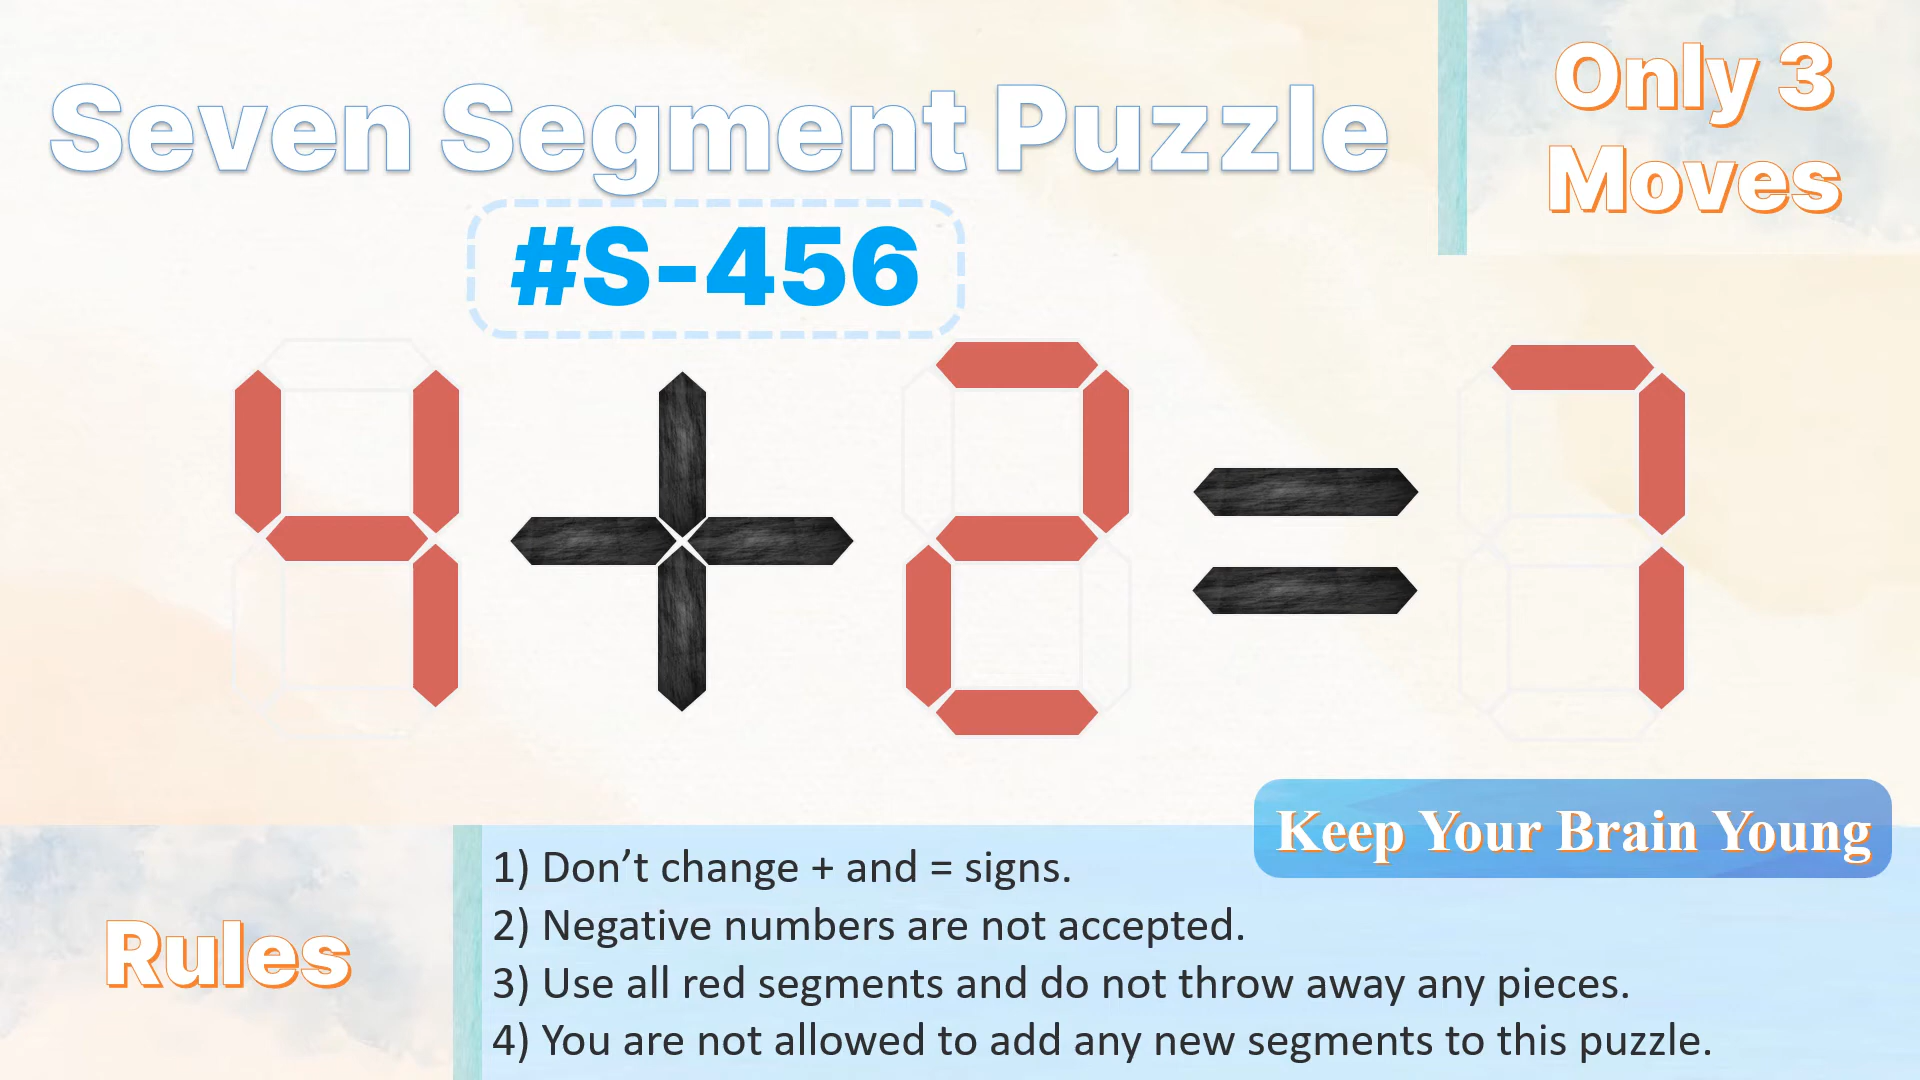 Seven Segment Puzzle
#S-456
Only 3
Moves
4 + 2 = 7
Keep Your Brain Young
Rules
1) Don’t change + and = signs.
2) Negative numbers are not accepted.
3) Use all red segments and do not throw away any pieces.
4) You are not allowed to add any new segments to this puzzle.